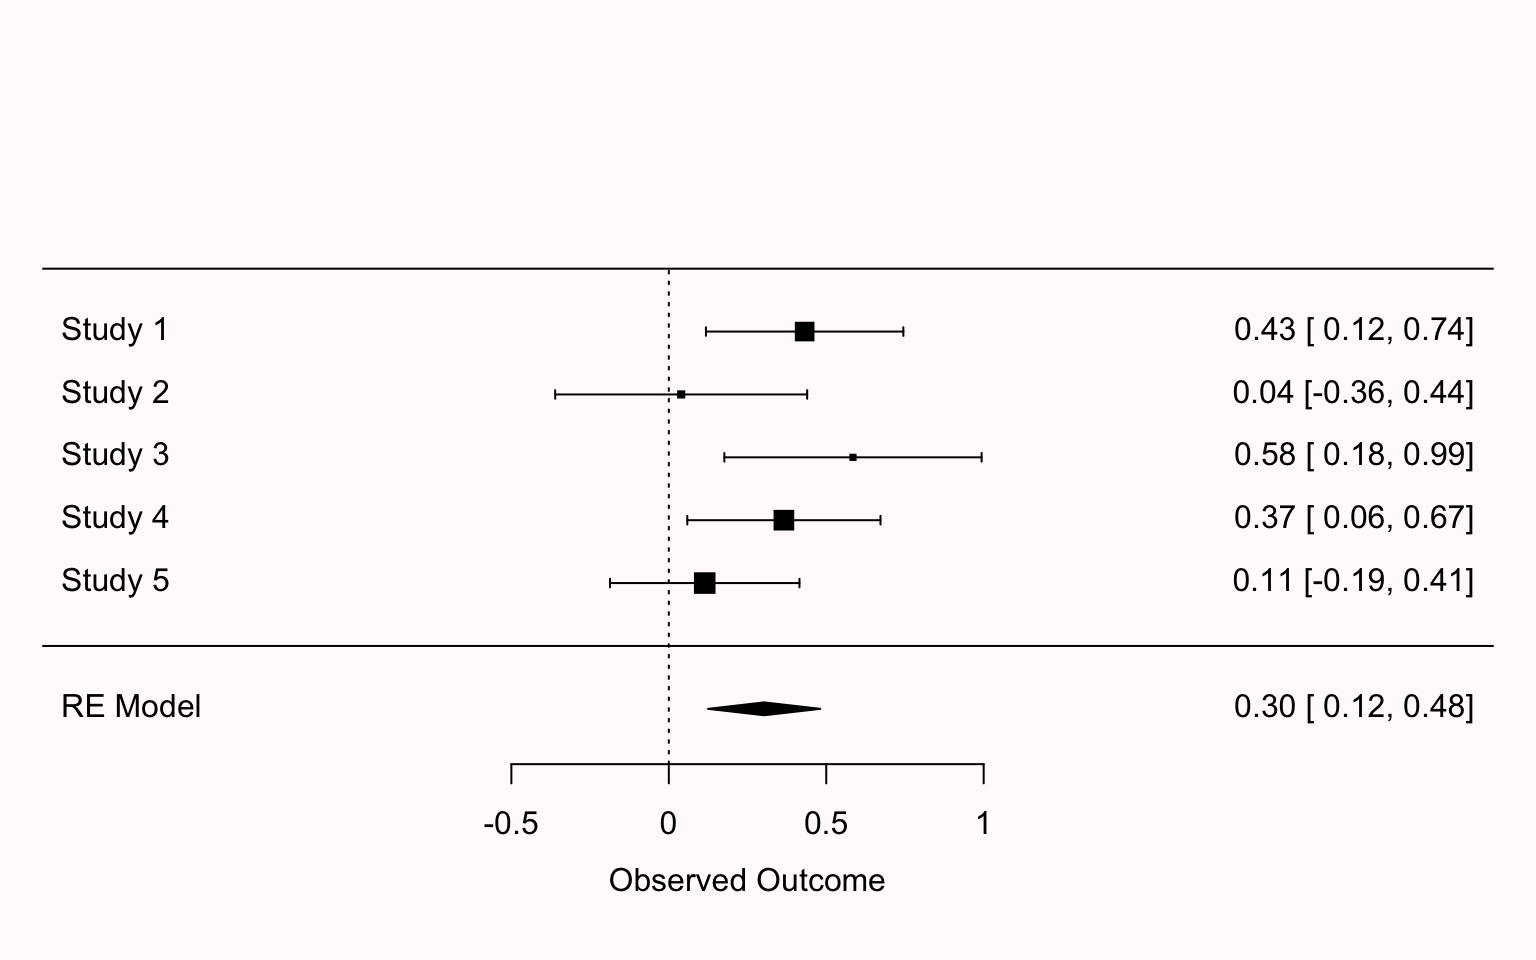 Study 1 0.43 [ 0.12, 0.74]
Study 2 0.04 [-0.36, 0.44]
Study 3 0.58 [ 0.18, 0.99]
Study 4 0.37 [ 0.06, 0.67]
Study 5 0.11 [-0.19, 0.41]
RE Model 0.30 [ 0.12, 0.48]
-0.5 0 0.5 1
Observed Outcome